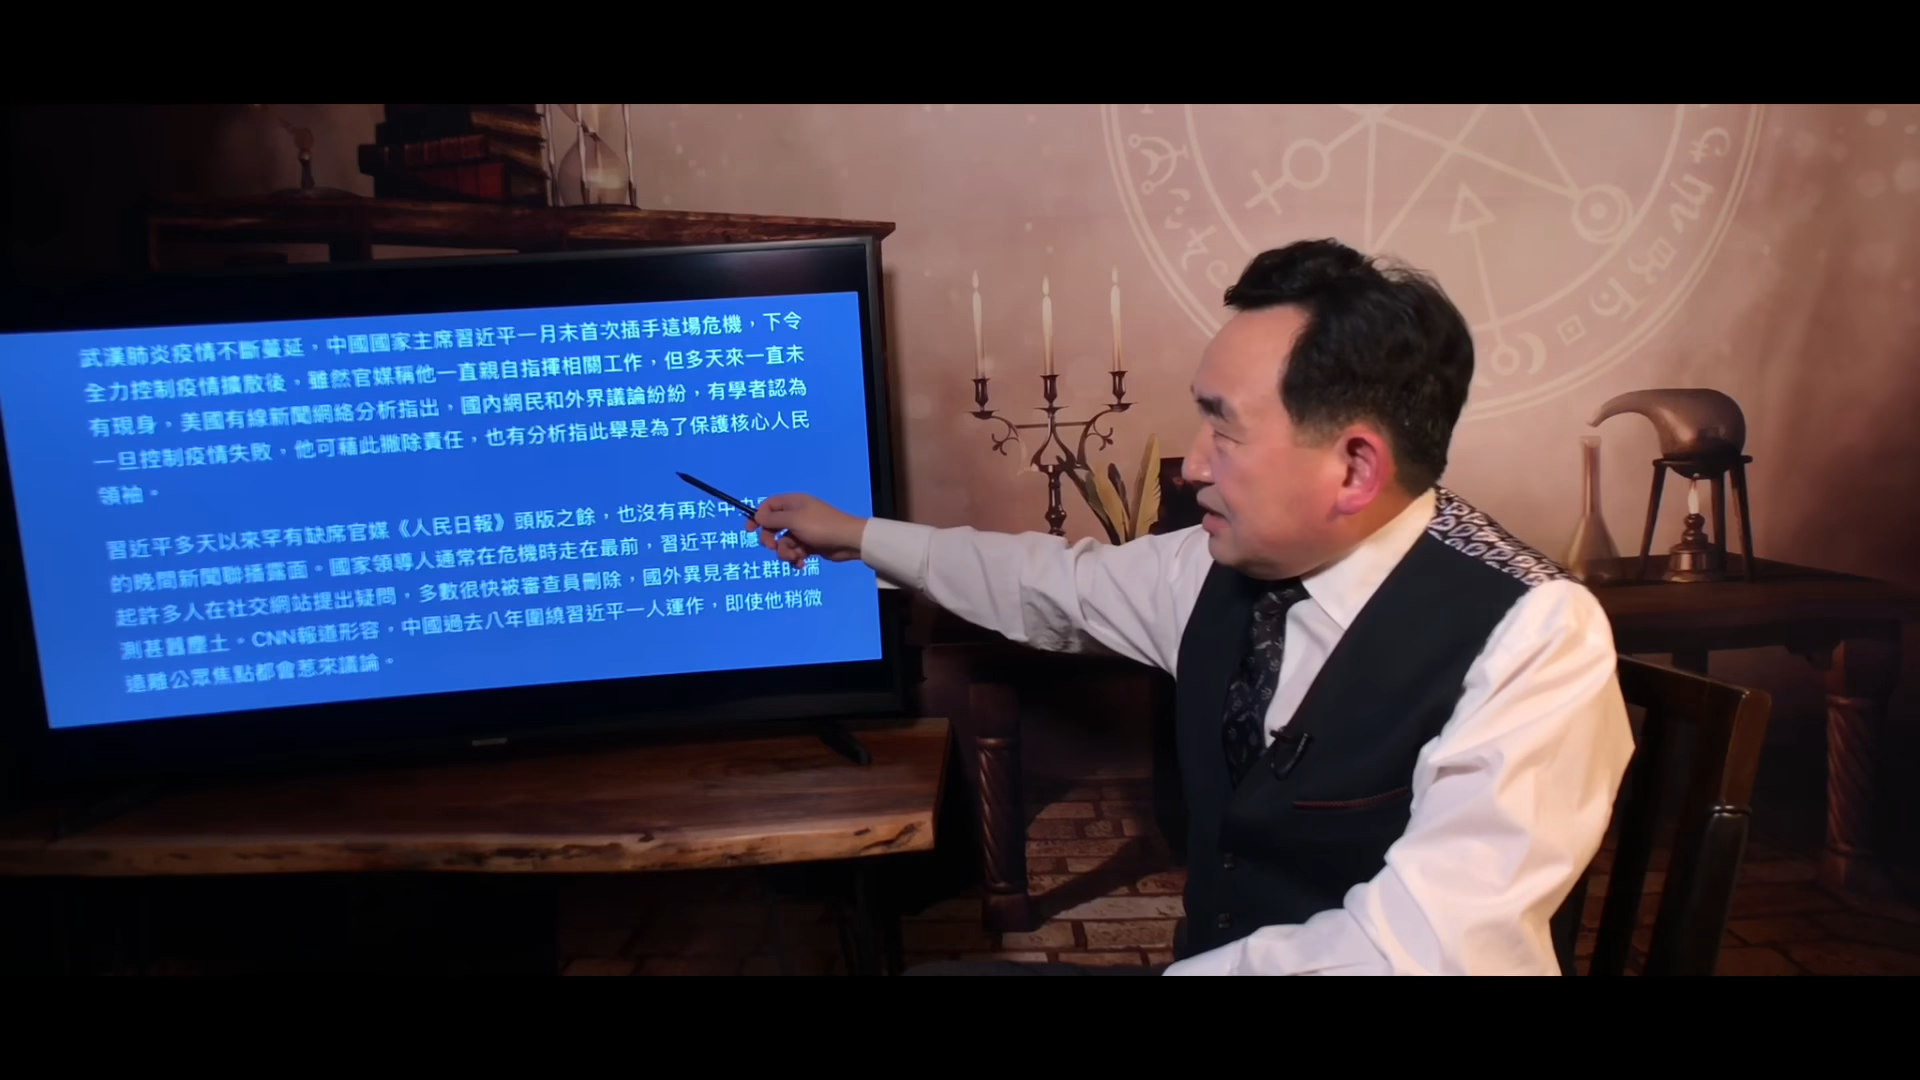 武漢肺炎疫情不斷蔓延，中國國家主席習近平一月末首次插手這場危機，下令
全力控制疫情擴散後，雖然官媒稱他一直親自指揮相關工作，但多天來一直未
有現身，美國有線新聞網絡分析指出，國內網民和外界議論紛紛，有學者認為
一旦控制疫情失敗，他可藉此撇除責任，也有分析指此舉是為了保護核心人民
領袖。
習近平多天以來罕有缺席官媒《人民日報》頭版之餘，也沒有再於中央
的晚間新聞聯播露面。國家領導人通常在危機時走在最前，習近平神隱
起許多人在社交網站提出疑問，多數很快被審查員刪除，國外異見者社群的揣
測甚囂塵土。CNN報道形容，中國過去八年圍繞習近平一人運作，即使他稍微
遠離公眾焦點都會惹來議論。